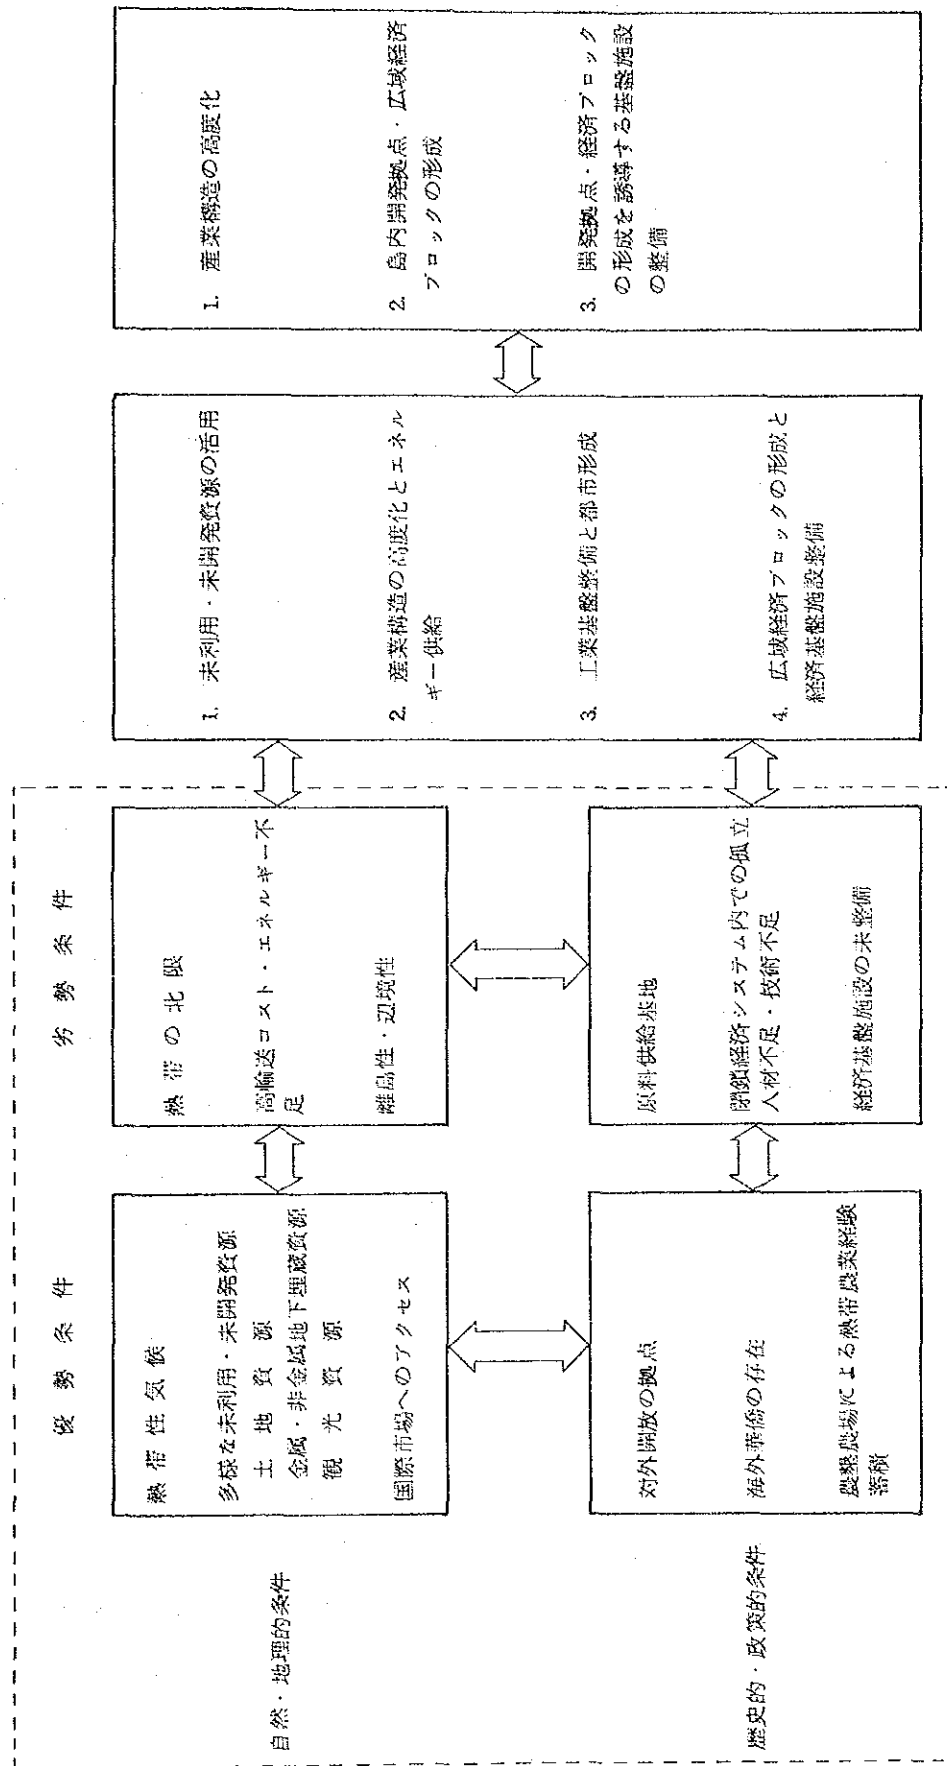 優勢条件
劣勢条件
自然・地理的条件
熱帯性気候
多様な未利用・未開発資源
土地資源
金属・非金属地下埋蔵資源
観光資源
国際市場へのアクセス
熱帯の北限
高輸送コスト・エネルギー不
足
離島性・辺境性
歴史的・政策的条件
対外開放の拠点
海外華僑の存在
農墾農場による熱帯農業経験
蓄積
原料供給基地
閉鎖経済システム内での孤立
人材不足・技術不足
経済基盤施設の未整備
1. 未利用・未開発資源の活用
2. 産業構造の高度化とエネル
ギー供給
3. 工業基盤整備と都市形成
4. 広域経済ブロックの形成と
経済基盤施設整備
1. 産業構造の高度化
2. 島内開発拠点・広域経済
ブロックの形成
3. 開発拠点・経済ブロック
の形成を誘導する基盤施設
の整備